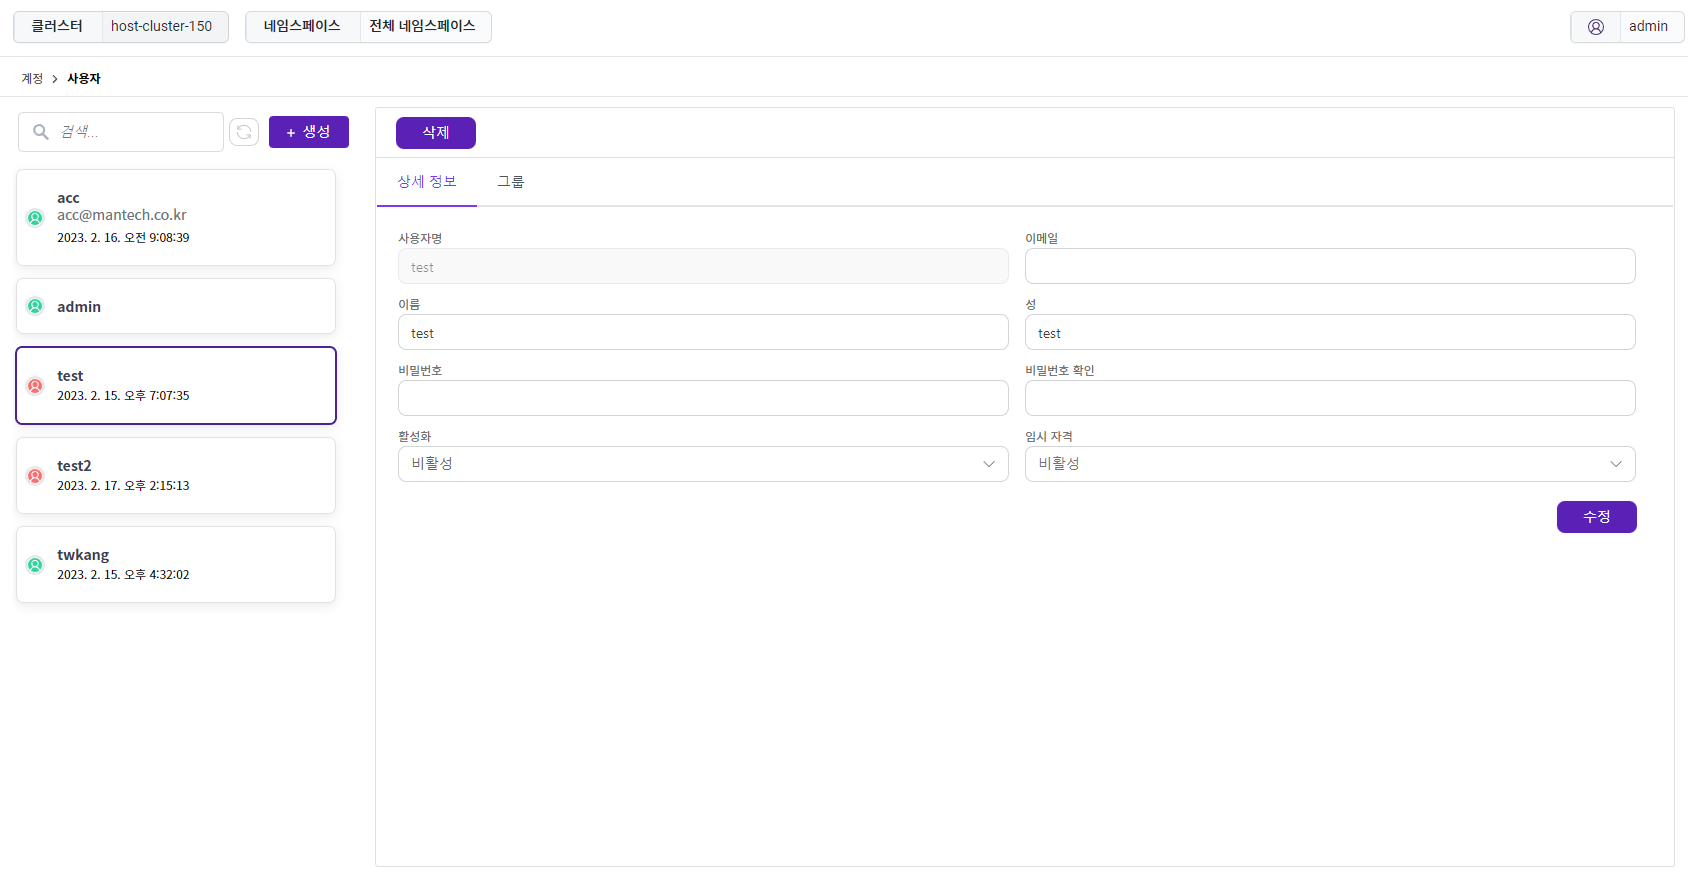 클러스터 host-cluster-150 네임스페이스 전체 네임스페이스 admin
계정 > 사용자
검색... + 생성
acc
acc@mantech.co.kr
2023. 2. 16. 오전 9:08:39
admin
test
2023. 2. 15. 오후 7:07:35
test2
2023. 2. 17. 오후 2:15:13
twkang
2023. 2. 15. 오후 4:32:02
삭제
상세 정보 그룹
사용자명 이메일
test
이름 성
test test
비밀번호 비밀번호 확인
활성화 임시 자격
비활성 비활성
수정